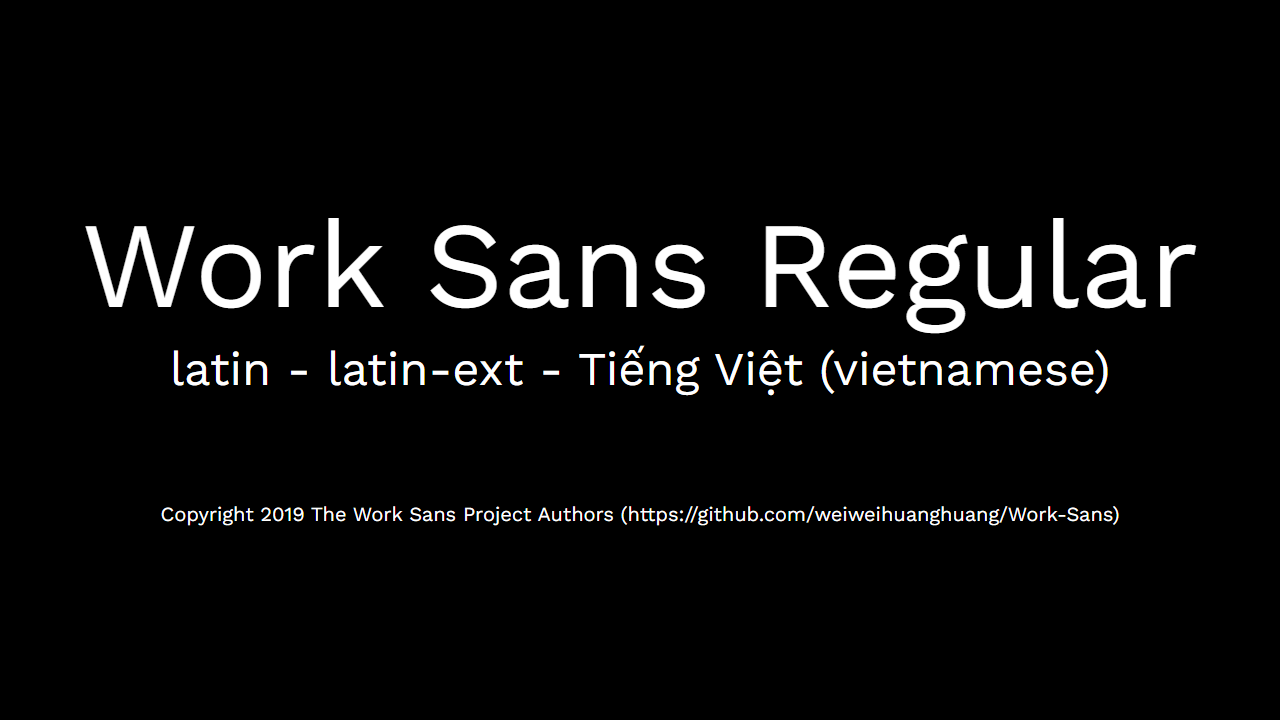 Work Sans Regular
latin - latin-ext - Tiếng Việt (vietnamese)
Copyright 2019 The Work Sans Project Authors (https://github.com/weiweihuanghuang/Work-Sans)